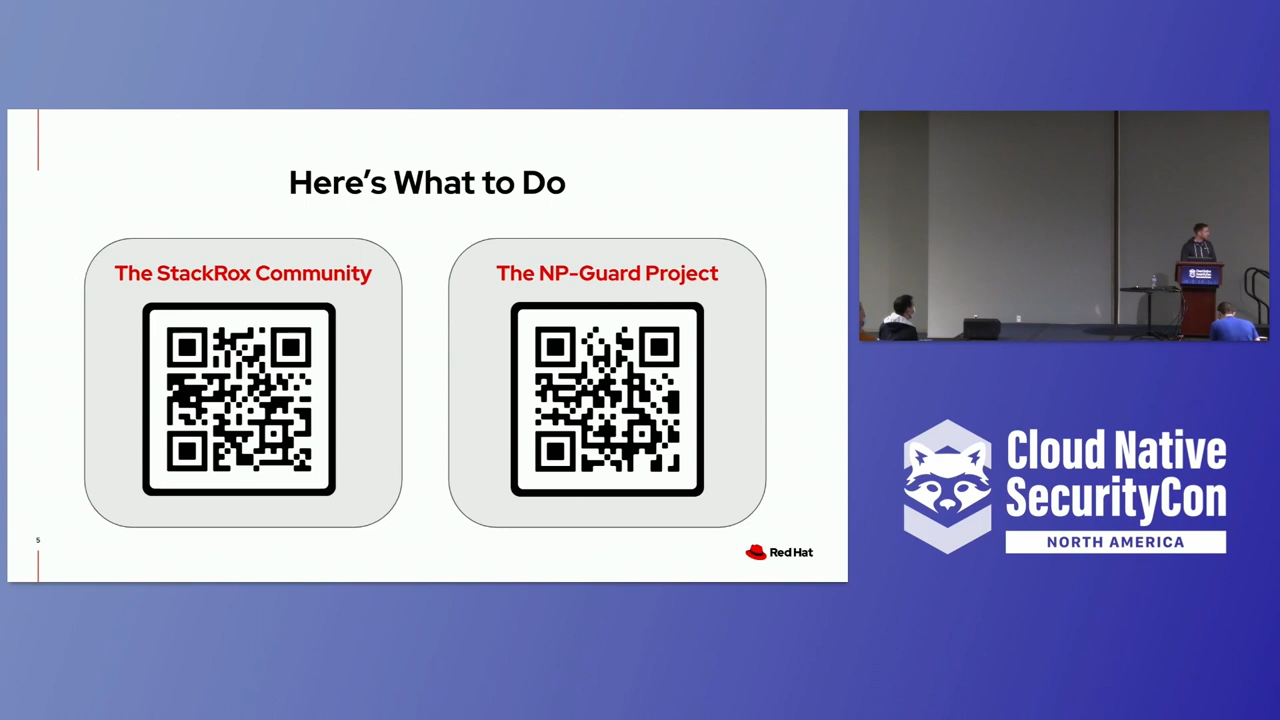 Here's What to Do
The StackRox Community
The NP-Guard Project
5
Red Hat
Cloud Native
SecurityCon
NORTH AMERICA